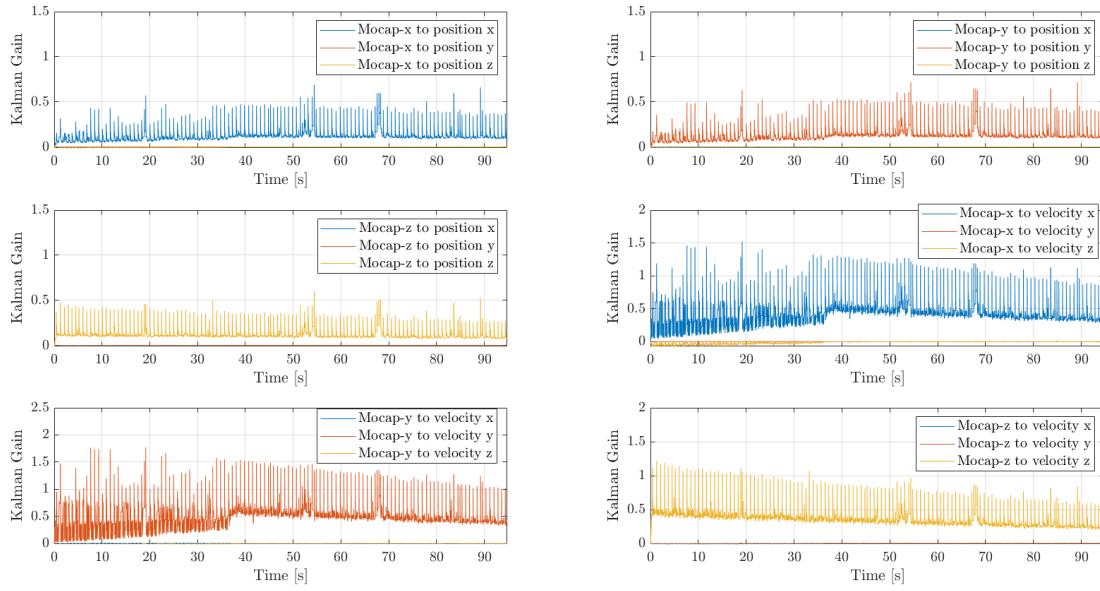 1.5
1
0.5
0
Kalman Gain
Mocap-x to position x
Mocap-x to position y
Mocap-x to position z
0 10 20 30 40 50 60 70 80 90
Time [s]
1.5
1
0.5
0
Kalman Gain
Mocap-y to position x
Mocap-y to position y
Mocap-y to position z
0 10 20 30 40 50 60 70 80 90
Time [s]
1.5
1
0.5
0
Kalman Gain
Mocap-z to position x
Mocap-z to position y
Mocap-z to position z
0 10 20 30 40 50 60 70 80 90
Time [s]
2
1.5
1
0.5
0
Kalman Gain
Mocap-x to velocity x
Mocap-x to velocity y
Mocap-x to velocity z
0 10 20 30 40 50 60 70 80 90
Time [s]
2.5
2
1.5
1
0.5
0
Kalman Gain
Mocap-y to velocity x
Mocap-y to velocity y
Mocap-y to velocity z
0 10 20 30 40 50 60 70 80 90
Time [s]
2
1.5
1
0.5
0
Kalman Gain
Mocap-z to velocity x
Mocap-z to velocity y
Mocap-z to velocity z
0 10 20 30 40 50 60 70 80 90
Time [s]